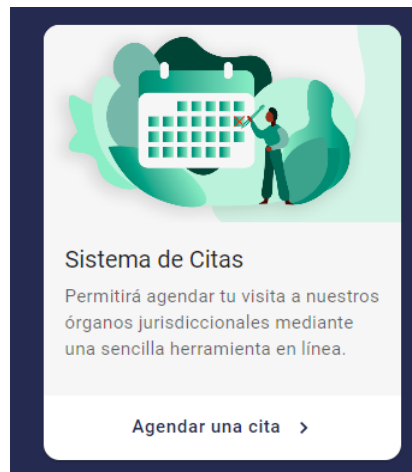 Sistema de Citas
Permitirá agendar tu visita a nuestros
órganos jurisdiccionales mediante
una sencilla herramienta en línea.
Agendar una cita